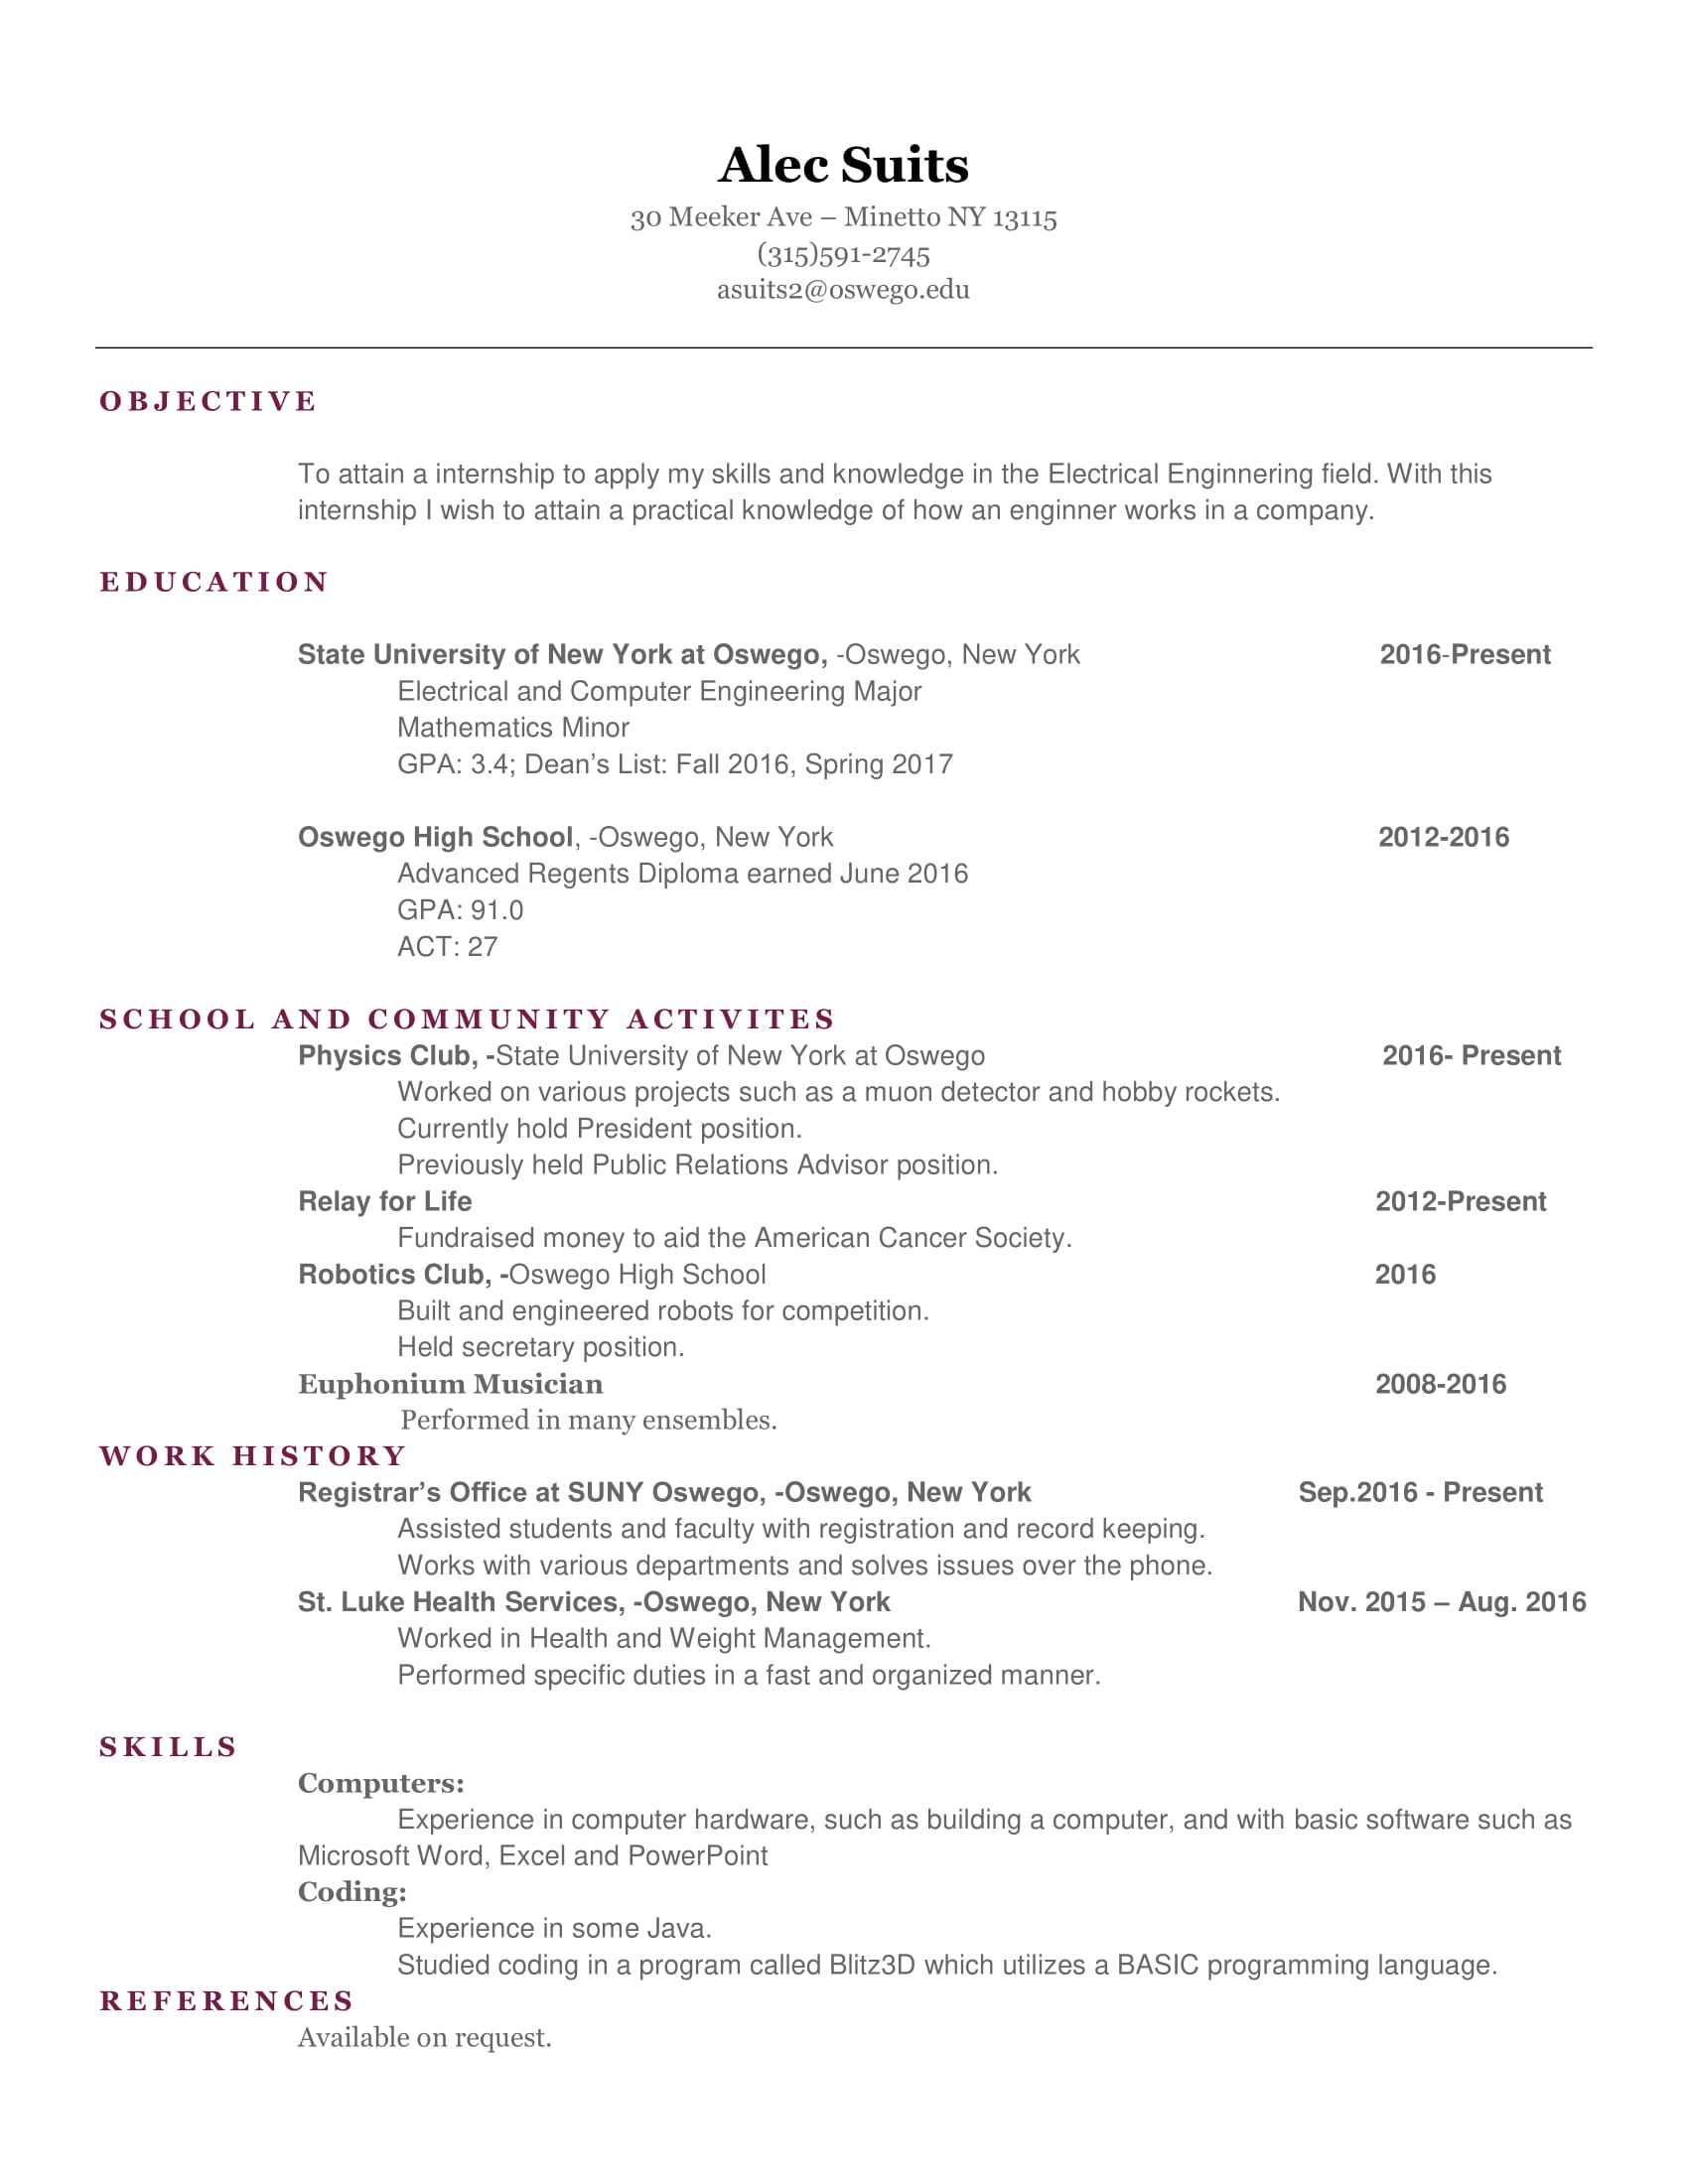 Alec Suits
30 Meeker Ave – Minetto NY 13115
(315)591-2745
asuits2@oswego.edu
OBJECTIVE
To attain a internship to apply my skills and knowledge in the Electrical Enginnering field. With this
internship I wish to attain a practical knowledge of how an enginner works in a company.
EDUCATION
State University of New York at Oswego, -Oswego, New York 2016-Present
Electrical and Computer Engineering Major
Mathematics Minor
GPA: 3.4; Dean’s List: Fall 2016, Spring 2017
Oswego High School, -Oswego, New York 2012-2016
Advanced Regents Diploma earned June 2016
GPA: 91.0
ACT: 27
SCHOOL AND COMMUNITY ACTIVITES
Physics Club, -State University of New York at Oswego 2016- Present
Worked on various projects such as a muon detector and hobby rockets.
Currently hold President position.
Previously held Public Relations Advisor position.
Relay for Life 2012-Present
Fundraised money to aid the American Cancer Society.
Robotics Club, -Oswego High School 2016
Built and engineered robots for competition.
Held secretary position.
Euphonium Musician 2008-2016
Performed in many ensembles.
WORK HISTORY
Registrar’s Office at SUNY Oswego, -Oswego, New York Sep.2016 - Present
Assisted students and faculty with registration and record keeping.
Works with various departments and solves issues over the phone.
St. Luke Health Services, -Oswego, New York Nov. 2015 – Aug. 2016
Worked in Health and Weight Management.
Performed specific duties in a fast and organized manner.
SKILLS
Computers:
Experience in computer hardware, such as building a computer, and with basic software such as
Microsoft Word, Excel and PowerPoint
Coding:
Experience in some Java.
Studied coding in a program called Blitz3D which utilizes a BASIC programming language.
REFERENCES
Available on request.